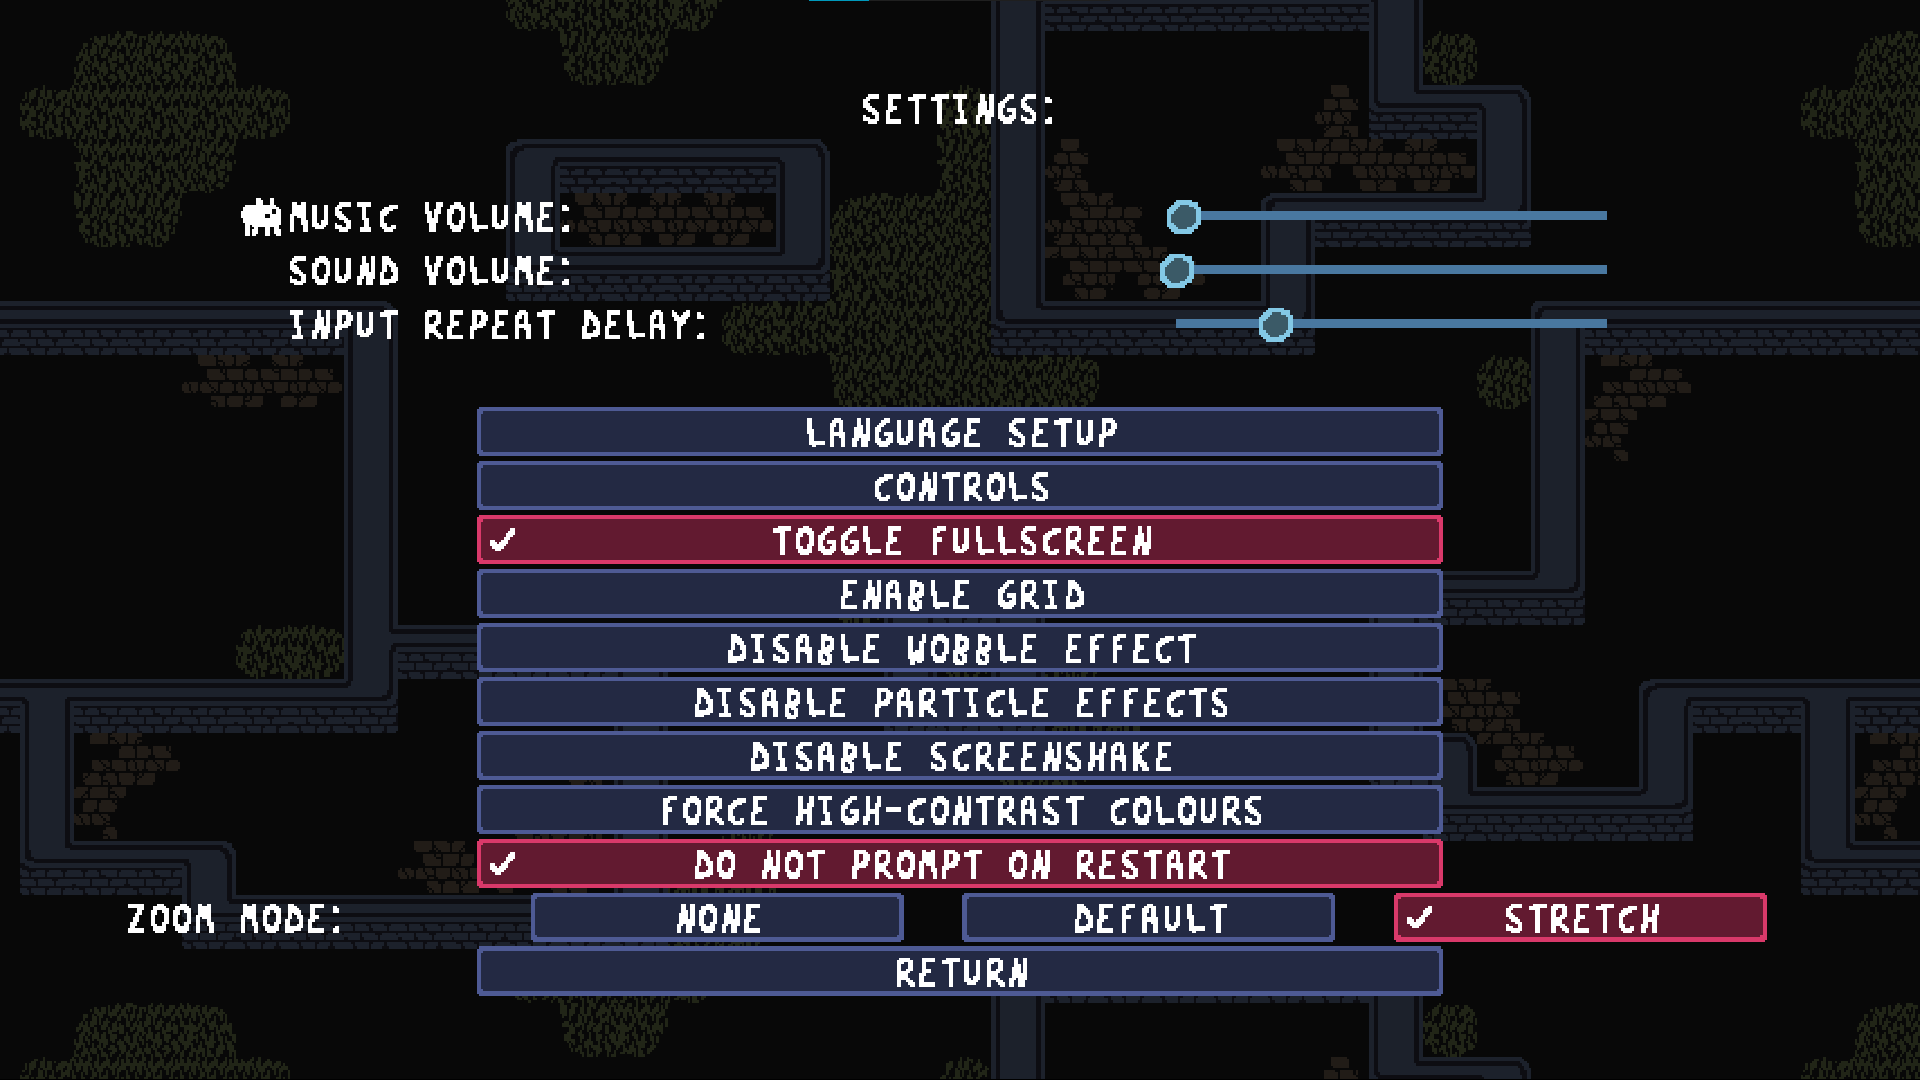 SETTINGS:
MUSIC VOLUME:
SOUND VOLUME:
INPUT REPEAT DELAY:
LANGUAGE SETUP
CONTROLS
TOGGLE FULLSCREEN
ENABLE GRID
DISABLE WOBBLE EFFECT
DISABLE PARTICLE EFFECTS
DISABLE SCREENSHAKE
FORCE HIGH-CONTRAST COLOURS
DO NOT PROMPT ON RESTART
ZOOM MODE: NONE DEFAULT STRETCH
RETURN